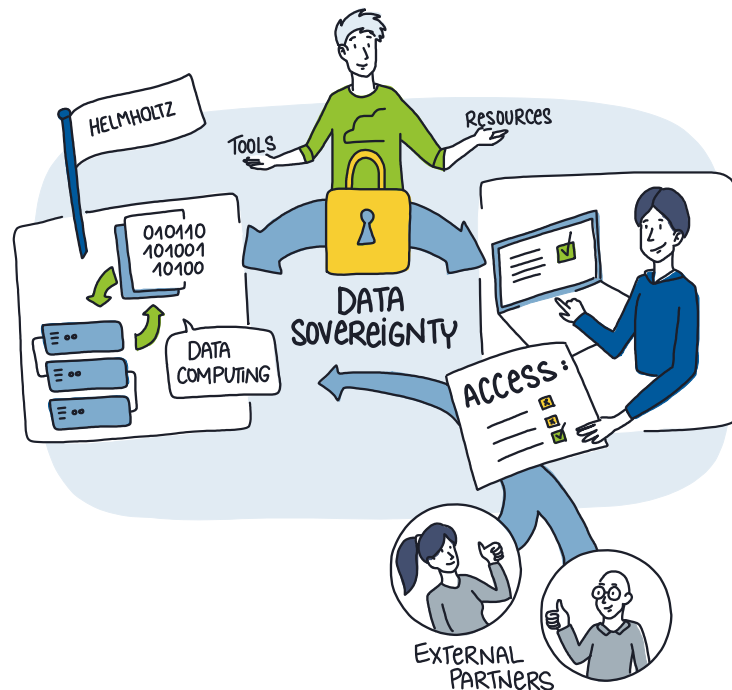 HELMHOLTZ
TOOLS
RESOURCES
010110
101001
10100
DATA
SOVEREIGNTY
DATA
COMPUTING
ACCESS:
EXTERNAL
PARTNERS